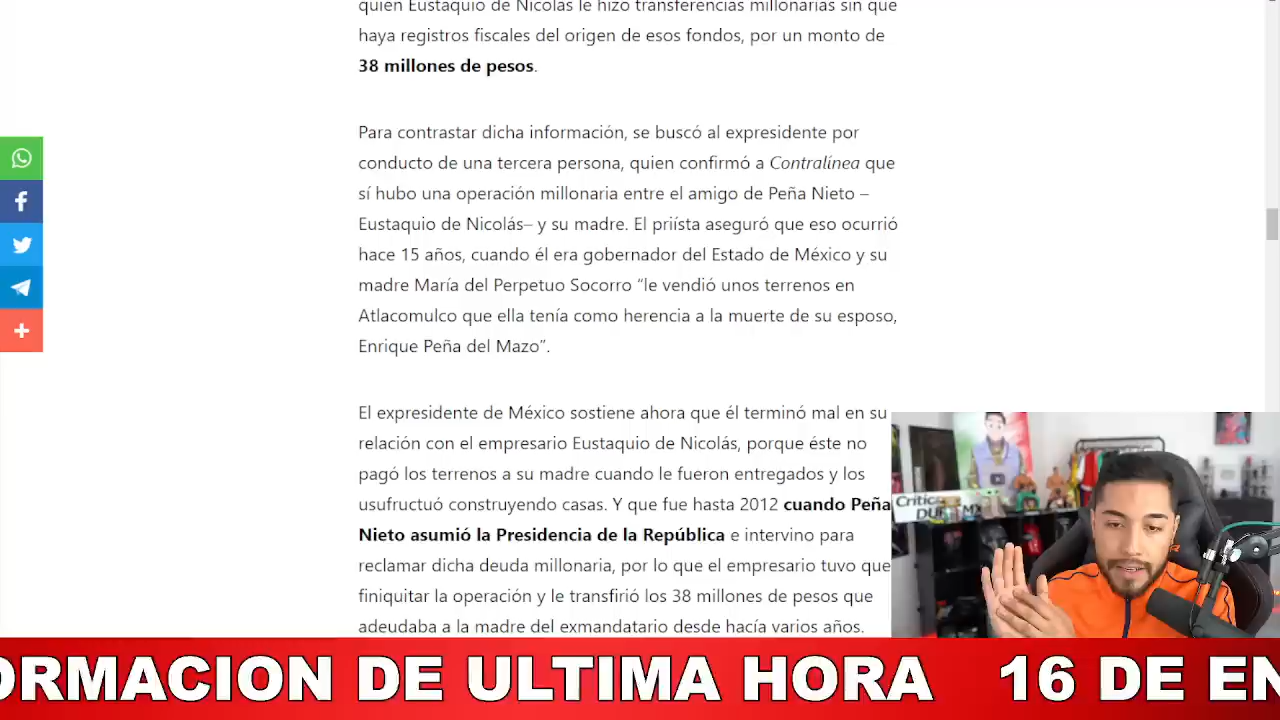 quien Eustaquio de Nicolás le hizo transferencias millonarias sin que
haya registros fiscales del origen de esos fondos, por un monto de
38 millones de pesos.
Para contrastar dicha información, se buscó al expresidente por
conducto de una tercera persona, quien confirmó a Contralínea que
sí hubo una operación millonaria entre el amigo de Peña Nieto –
Eustaquio de Nicolás– y su madre. El priísta aseguró que eso ocurrió
hace 15 años, cuando él era gobernador del Estado de México y su
madre María del Perpetuo Socorro “le vendió unos terrenos en
Atlacomulco que ella tenía como herencia a la muerte de su esposo,
Enrique Peña del Mazo”.
El expresidente de México sostiene ahora que él terminó mal en su
relación con el empresario Eustaquio de Nicolás, porque éste no
pagó los terrenos a su madre cuando le fueron entregados y los
usufructuó construyendo casas. Y que fue hasta 2012 cuando Peña
Nieto asumió la Presidencia de la República e intervino para
reclamar dicha deuda millonaria, por lo que el empresario tuvo que
finiquitar la operación y le transfirió los 38 millones de pesos que
adeudaba a la madre del exmandatario desde hacía varios años.
ORMACION DE ULTIMA HORA 16 DE EN